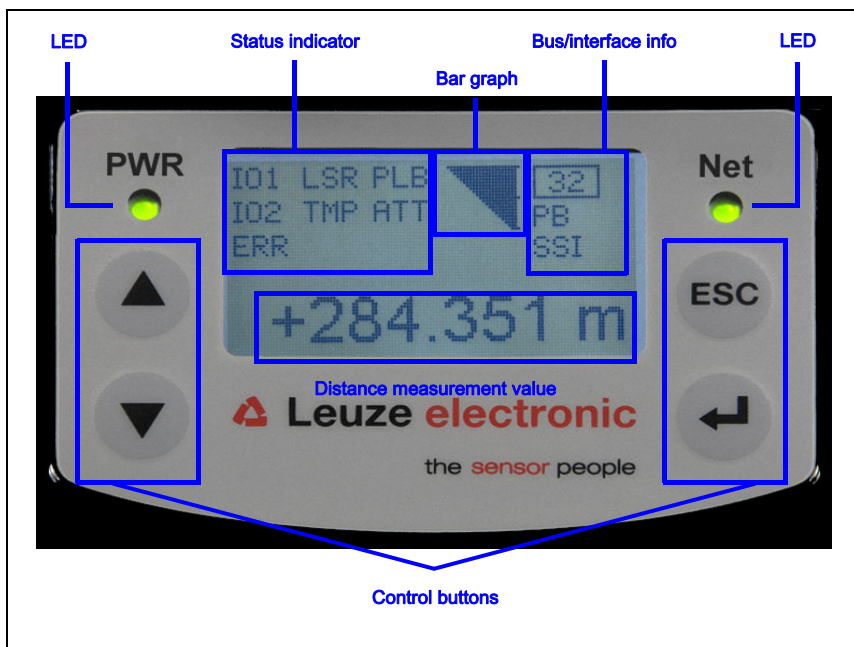 LED
Status indicator
Bus/interface info
LED
Bar graph
PWR
Net
IO1 LSR PLB
32
IO2 TMP ATT
PB
ERR
SSI
ESC
+284.351 m
Distance measurement value
Leuze electronic
the sensor people
Control buttons